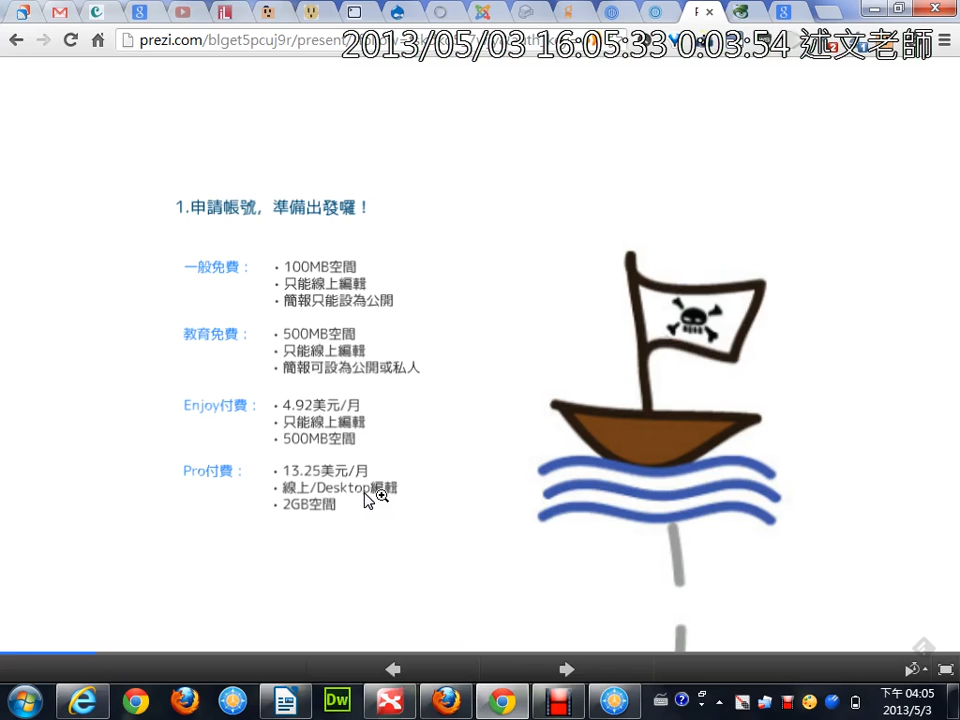 prezi.com/blget5pcuj9r/present
2013/05/03 16:05:33 0:03:54 述文老師
1.申請帳號，準備出發囉！
一般免費：
・100MB空間
・只能線上編輯
・簡報只能設為公開
教育免費：
・500MB空間
・只能線上編輯
・簡報可設為公開或私人
Enjoy付費：
・4.92美元/月
・只能線上編輯
・500MB空間
Pro付費：
・13.25美元/月
・線上/Desktop編輯
・2GB空間
Dw
下午 04:05
2013/5/3